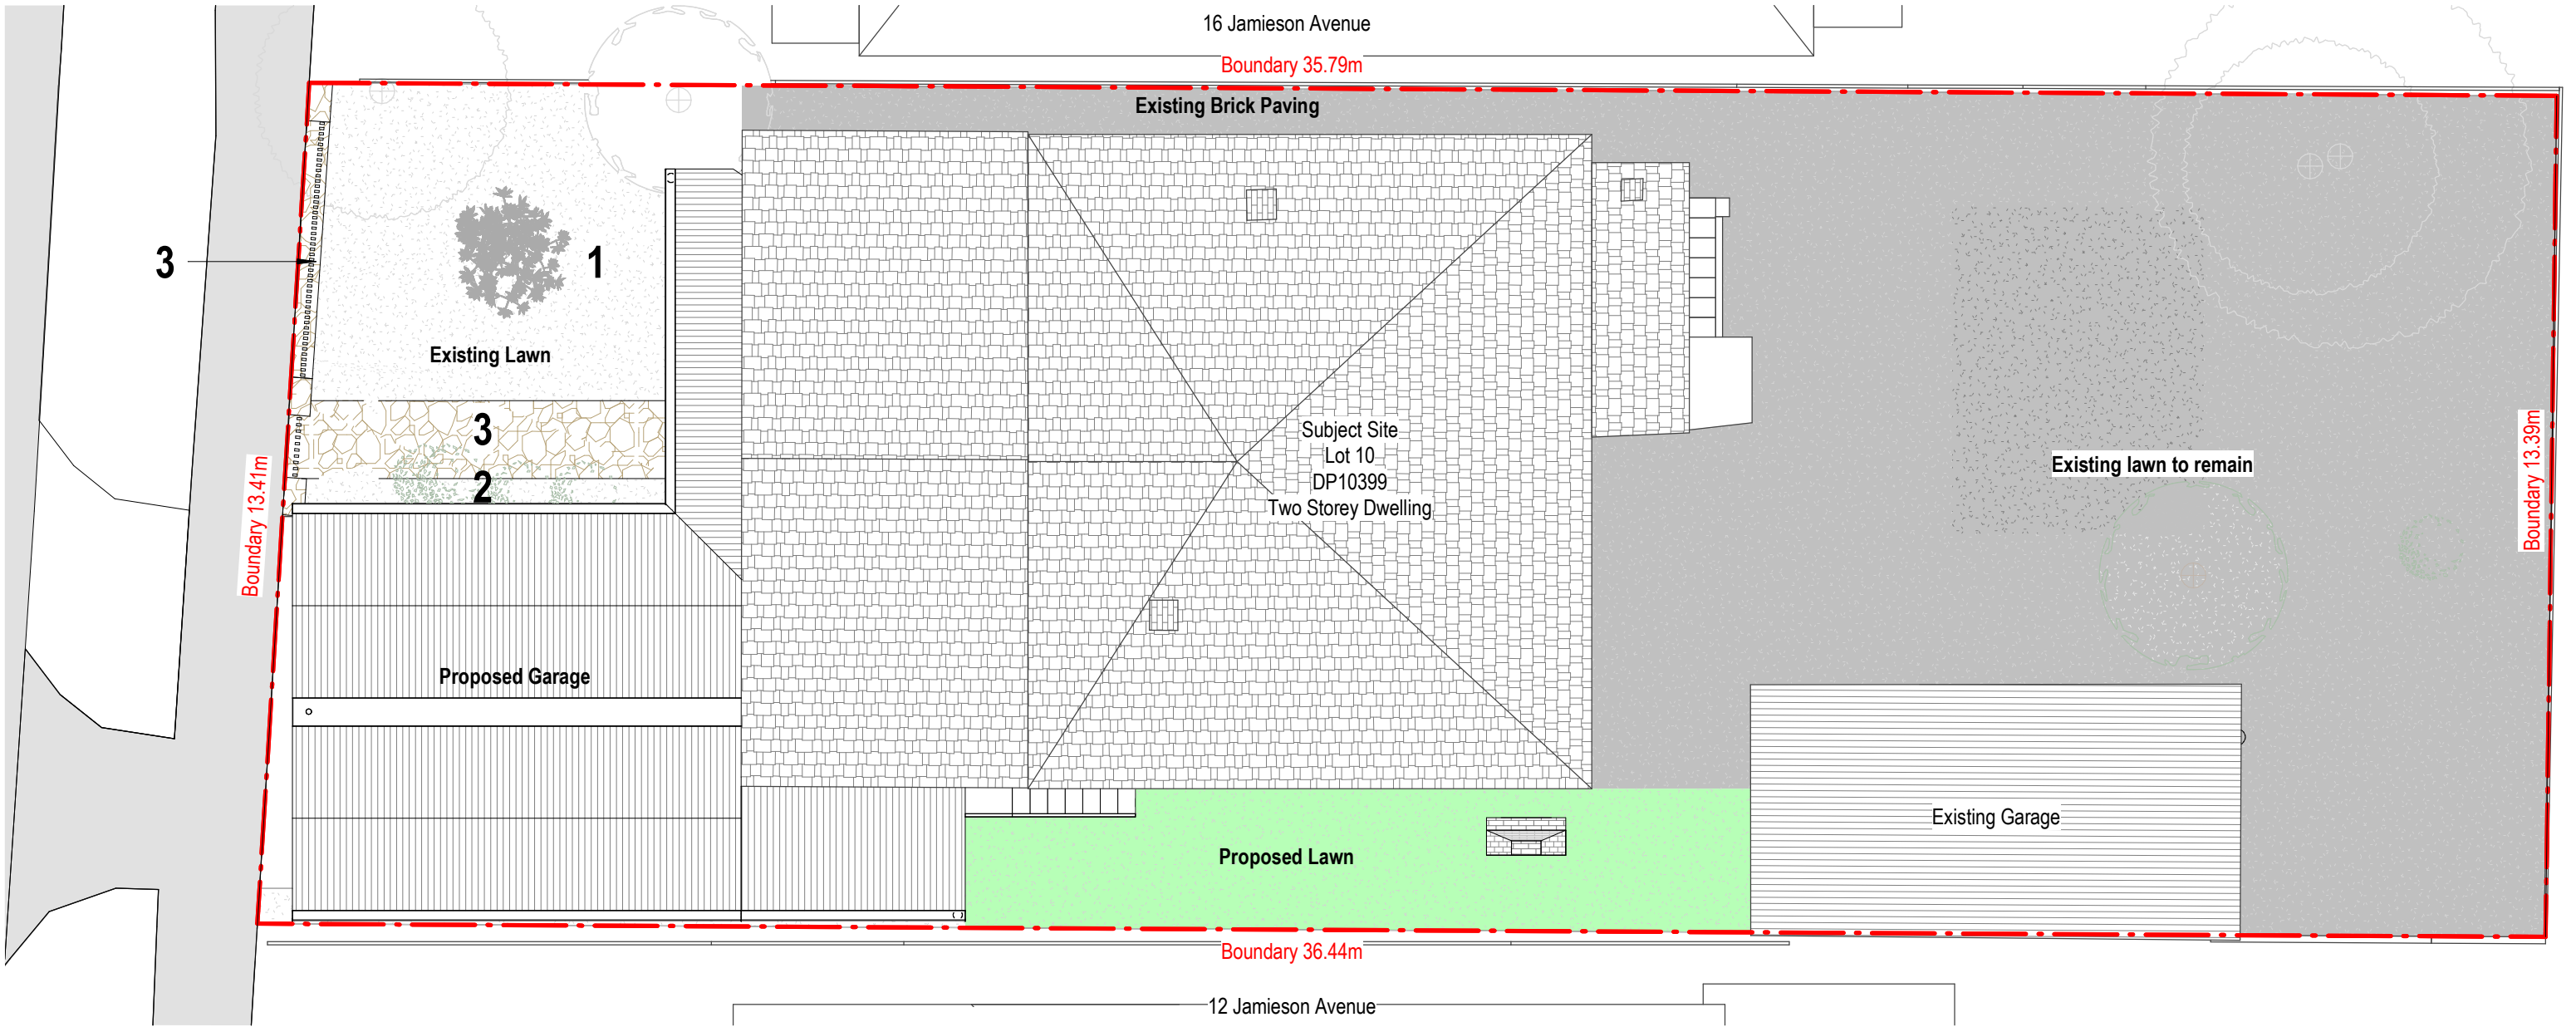 16 Jamieson Avenue
Boundary 35.79m
Existing Brick Paving
3
1
Existing Lawn
3
2
Boundary 13.41m
Subject Site
Lot 10
DP10399
Two Storey Dwelling
Existing lawn to remain
Boundary 13.39m
Proposed Garage
Existing Garage
Proposed Lawn
Boundary 36.44m
12 Jamieson Avenue